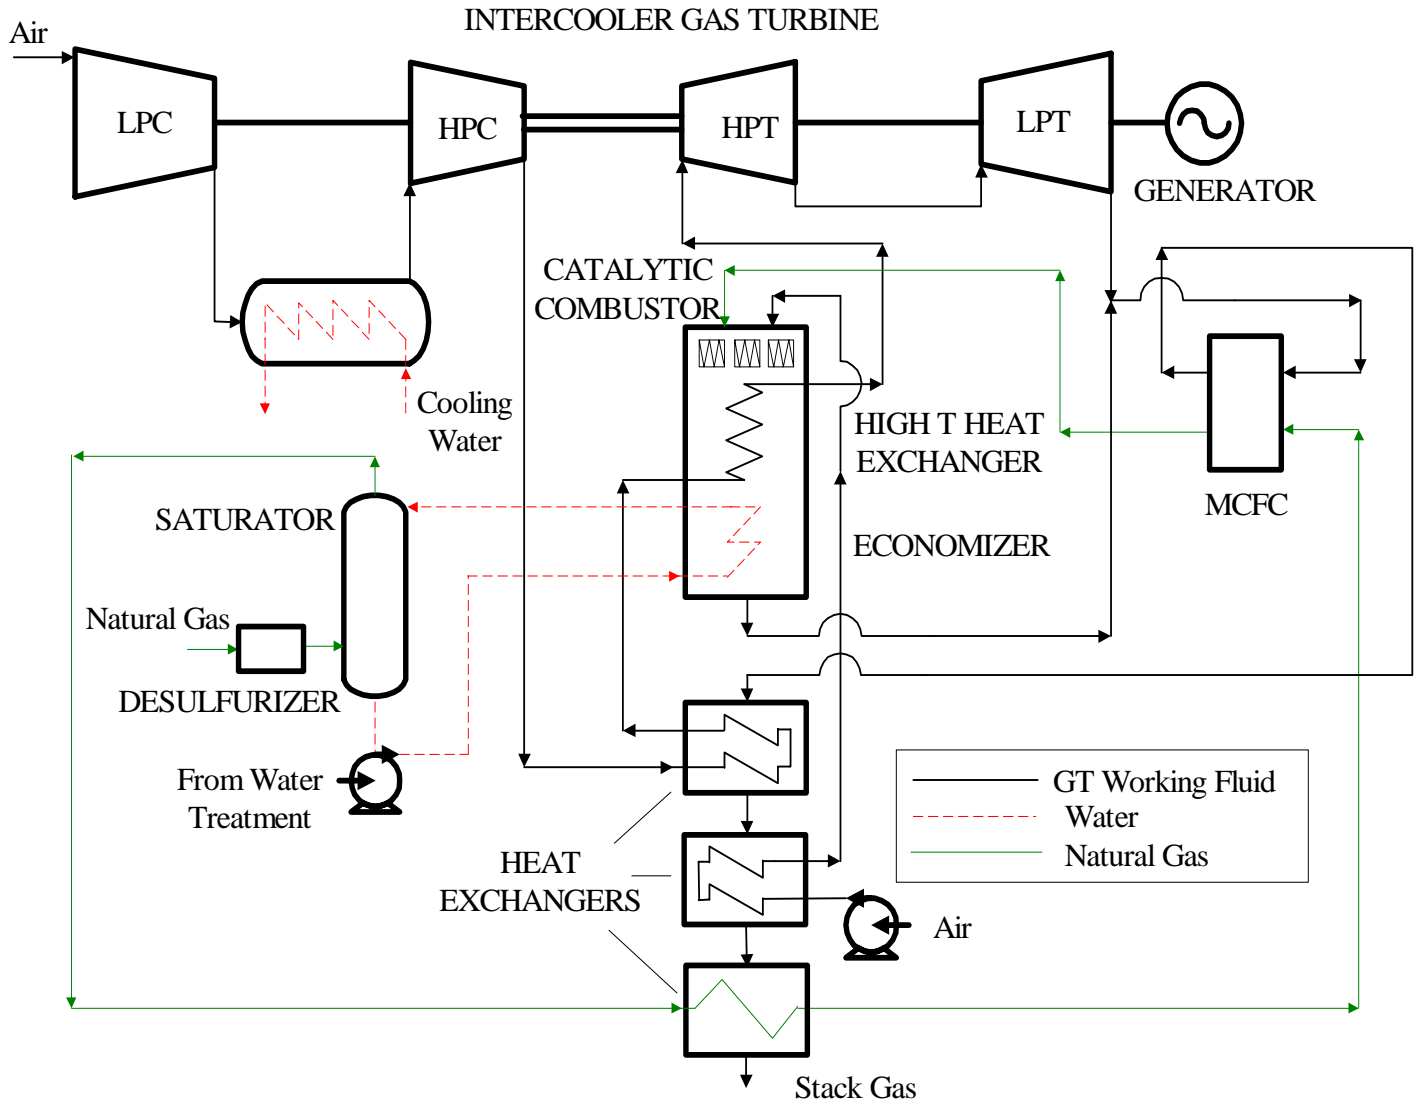 INTERCOOLER GAS TURBINE
Air
LPC
HPC
HPT
LPT
GENERATOR
CATALYTIC
COMBUSTOR
Cooling
Water
HIGH T HEAT
EXCHANGER
MCFC
SATURATOR
ECONOMIZER
Natural Gas
DESULFURIZER
From Water
Treatment
GT Working Fluid
Water
Natural Gas
HEAT
EXCHANGERS
Air
Stack Gas